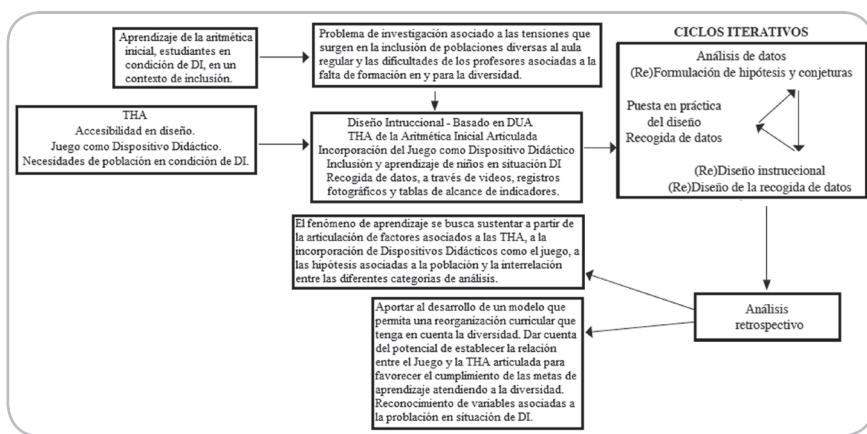 Aprendizaje de la aritmética
inicial, estudiantes en
condición de DI, en un
contexto de inclusión.
Problema de investigación asociado a las tensiones que
surgen en la inclusión de poblaciones diversas al aula
regular y las dificultades de los profesores asociadas a la
falta de formación en y para la diversidad.
CICLOS ITERATIVOS
Análisis de datos
(Re)Formulación de hipótesis y conjeturas
Puesta en práctica
del diseño
Recogida de datos
(Re)Diseño instruccional
(Re)Diseño de la recogida de datos
THA
Accesibilidad en diseño.
Juego como Dispositivo Didáctico.
Necesidades de población en condición de DI.
Diseño Intruccional - Basado en DUA
THA de la Aritmética Inicial Articulada
Incorporación del Juego como Dispositivo Didáctico
Inclusión y aprendizaje de niños en situación DI
Recogida de datos, a través de videos, registros
fotográficos y tablas de alcance de indicadores.
El fenómeno de aprendizaje se busca sustentar a partir de
la articulación de factores asociados a las THA, a la
incorporación de Dispositivos Didácticos como el juego, a
las hipótesis asociadas a la población y la interrelación
entre las diferentes categorias de análisis.
Aportar al desarrollo de un modelo que
permita una reorganización curricular que
tenga en cuenta la diversidad. Dar cuenta
del potencial de establecer la relación
entre el Juego y la THA articulada para
favorecer el cumplimiento de las metas de
aprendizaje atendiendo a la diversidad.
Reconocimiento de variables asociadas a
la problación en situación de DI.
Análisis
retrospectivo